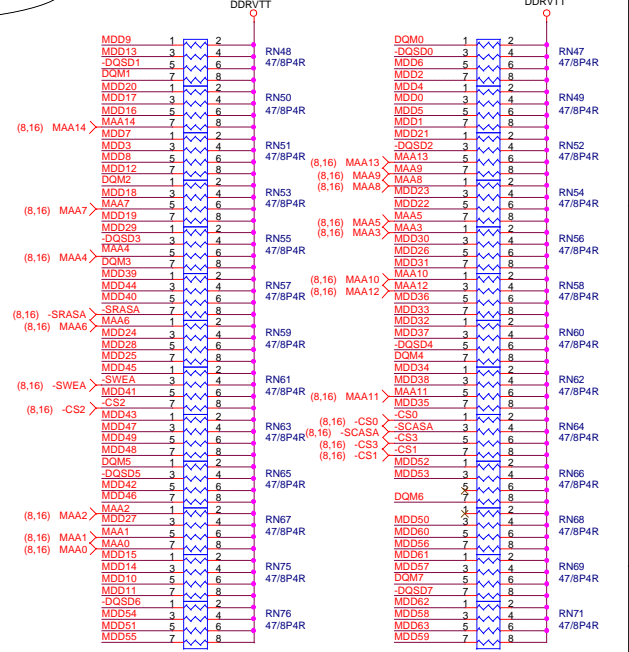 DDRVTT
MDD9 1 2
MDD13 3 4 RN48
-DQSD1 5 6 47/8P4R
DQM1 7 8
MDD20 1 2
MDD17 3 4 RN50
MDD16 5 6 47/8P4R
(8,16) MAA14 MAA14 7 8
MDD7 1 2
MDD3 3 4 RN51
MDD8 5 6 47/8P4R
MDD12 7 8
DQM2 1 2
MDD18 3 4 RN53
(8,16) MAA7 MAA7 5 6 47/8P4R
MDD19 7 8
MDD29 1 2
-DQSD3 3 4 RN55
(8,16) MAA4 MAA4 5 6 47/8P4R
DQM3 7 8
MDD39 1 2
MDD44 3 4 RN57
MDD40 5 6 47/8P4R
(8,16) -SRASA -SRASA 7 8
(8,16) MAA6 MAA6 1 2
MDD24 3 4 RN59
MDD28 5 6 47/8P4R
MDD25 7 8
MDD45 1 2
(8,16) -SWEA -SWEA 3 4 RN61
MDD41 5 6 47/8P4R
(8,16) -CS2 -CS2 7 8
MDD43 1 2
MDD47 3 4 RN63
MDD49 5 6 47/8P4R
MDD48 7 8
DQM5 1 2
-DQSD5 3 4 RN65
MDD42 5 6 47/8P4R
MDD46 7 8
(8,16) MAA2 MAA2 1 2
MDD27 3 4 RN67
(8,16) MAA1 MAA1 5 6 47/8P4R
(8,16) MAA0 MAA0 7 8
MDD15 1 2
MDD14 3 4 RN75
MDD10 5 6 47/8P4R
MDD11 7 8
-DQSD6 1 2
MDD54 3 4 RN76
MDD51 5 6 47/8P4R
MDD55 7 8
DDRVTT
DQM0 1 2
-DQSD0 3 4 RN47
MDD6 5 6 47/8P4R
MDD2 7 8
MDD4 1 2
MDD0 3 4 RN49
MDD5 5 6 47/8P4R
MDD1 7 8
MDD21 1 2
-DQSD2 3 4 RN52
(8,16) MAA13 MAA13 5 6 47/8P4R
(8,16) MAA9 MAA9 7 8
(8,16) MAA8 MAA8 1 2
MDD23 3 4 RN54
MDD22 5 6 47/8P4R
(8,16) MAA5 MAA5 7 8
(8,16) MAA3 MAA3 1 2
MDD30 3 4 RN56
MDD26 5 6 47/8P4R
MDD31 7 8
(8,16) MAA10 MAA10 1 2
(8,16) MAA12 MAA12 3 4 RN58
MDD36 5 6 47/8P4R
MDD33 7 8
MDD32 1 2
MDD37 3 4 RN60
-DQSD4 5 6 47/8P4R
DQM4 7 8
MDD34 1 2
MDD38 3 4 RN62
(8,16) MAA11 MAA11 5 6 47/8P4R
MDD35 7 8
(8,16) -CS0 -CS0 1 2
(8,16) -SCASA -SCASA 3 4 RN64
(8,16) -CS3 -CS3 5 6 47/8P4R
(8,16) -CS1 -CS1 7 8
MDD52 1 2
MDD53 3 4 RN66
5 6 47/8P4R
DQM6 7 8
1 2
MDD50 3 4 RN68
MDD60 5 6 47/8P4R
MDD56 7 8
MDD61 1 2
MDD57 3 4 RN69
DQM7 5 6 47/8P4R
-DQSD7 7 8
MDD62 1 2
MDD58 3 4 RN71
MDD63 5 6 47/8P4R
MDD59 7 8